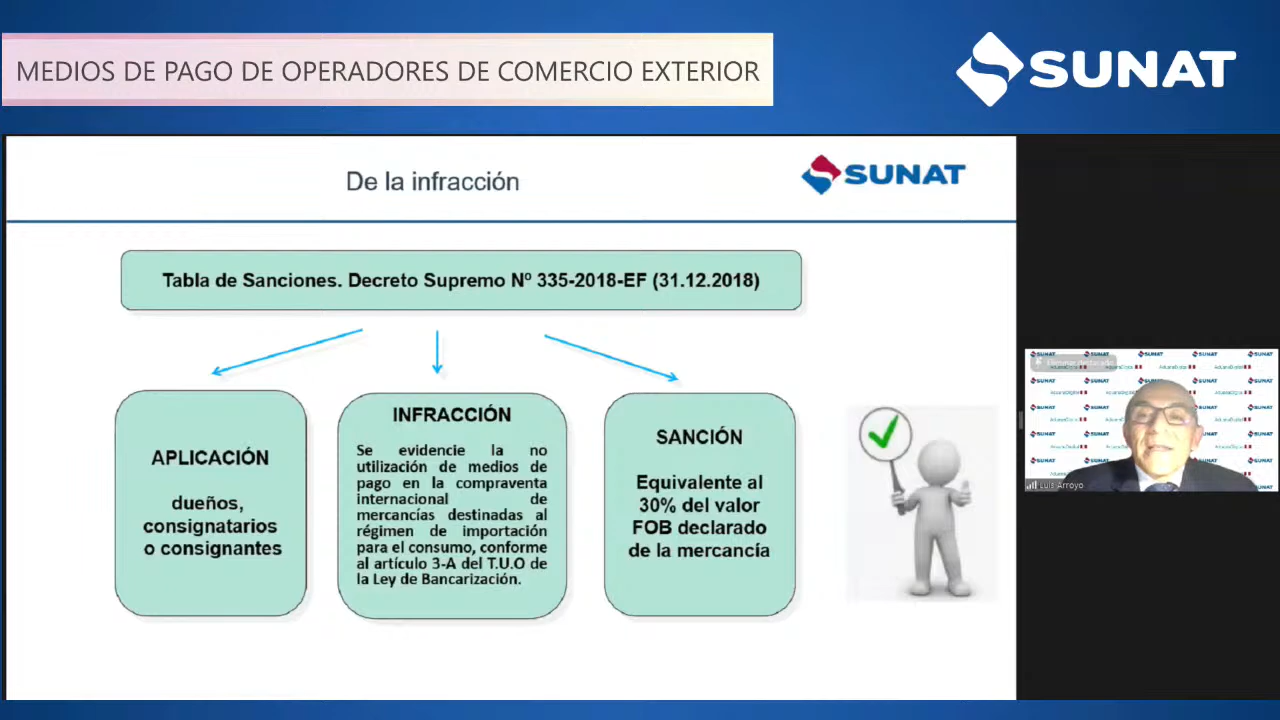 MEDIOS DE PAGO DE OPERADORES DE COMERCIO EXTERIOR
SUNAT
De la infracción
SUNAT
Tabla de Sanciones. Decreto Supremo Nº 335-2018-EF (31.12.2018)
APLICACIÓN
dueños,
consignatarios
o consignantes
INFRACCIÓN
Se evidencie la no
utilización de medios de
pago en la compraventa
internacional de
mercancías destinadas al
régimen de importación
para el consumo, conforme
al artículo 3-A del T.U.O de
la Ley de Bancarización.
SANCIÓN
Equivalente al
30% del valor
FOB declarado
de la mercancía
SUNAT
Luis Arroyo